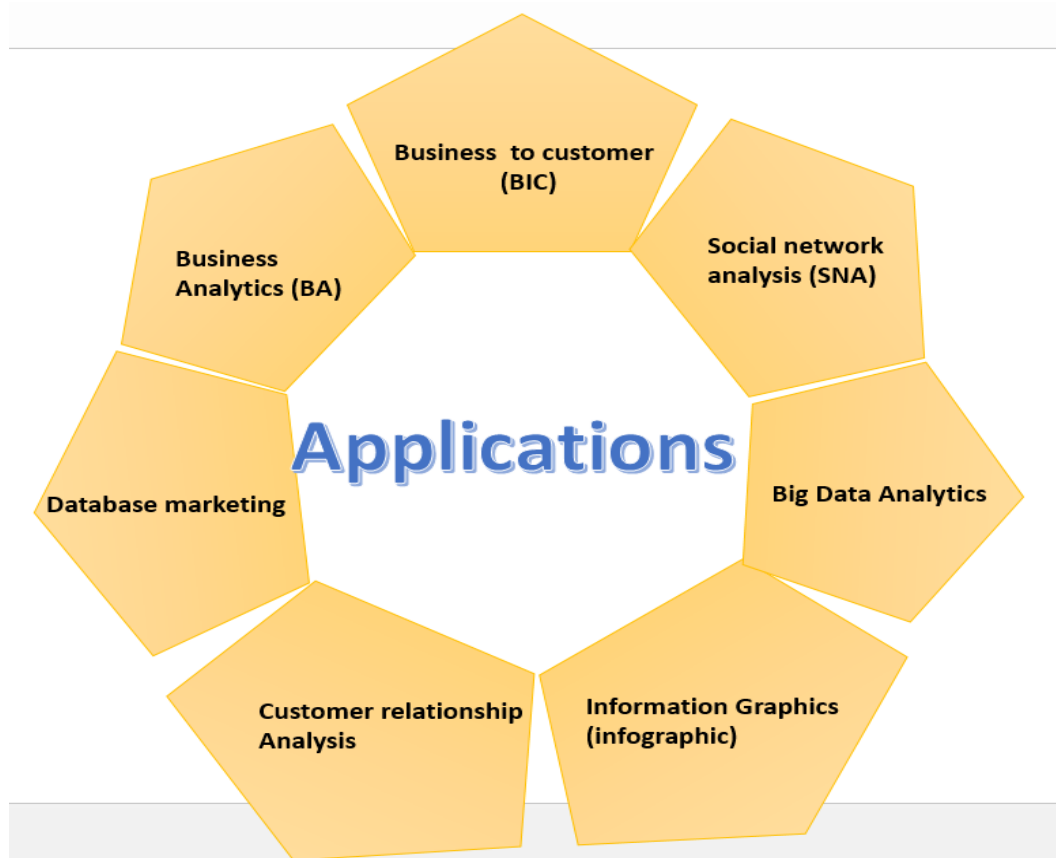 Business to customer
(BIC)
Social network
analysis (SNA)
Big Data Analytics
Information Graphics
(infographic)
Customer relationship
Analysis
Database marketing
Business
Analytics (BA)
Applications